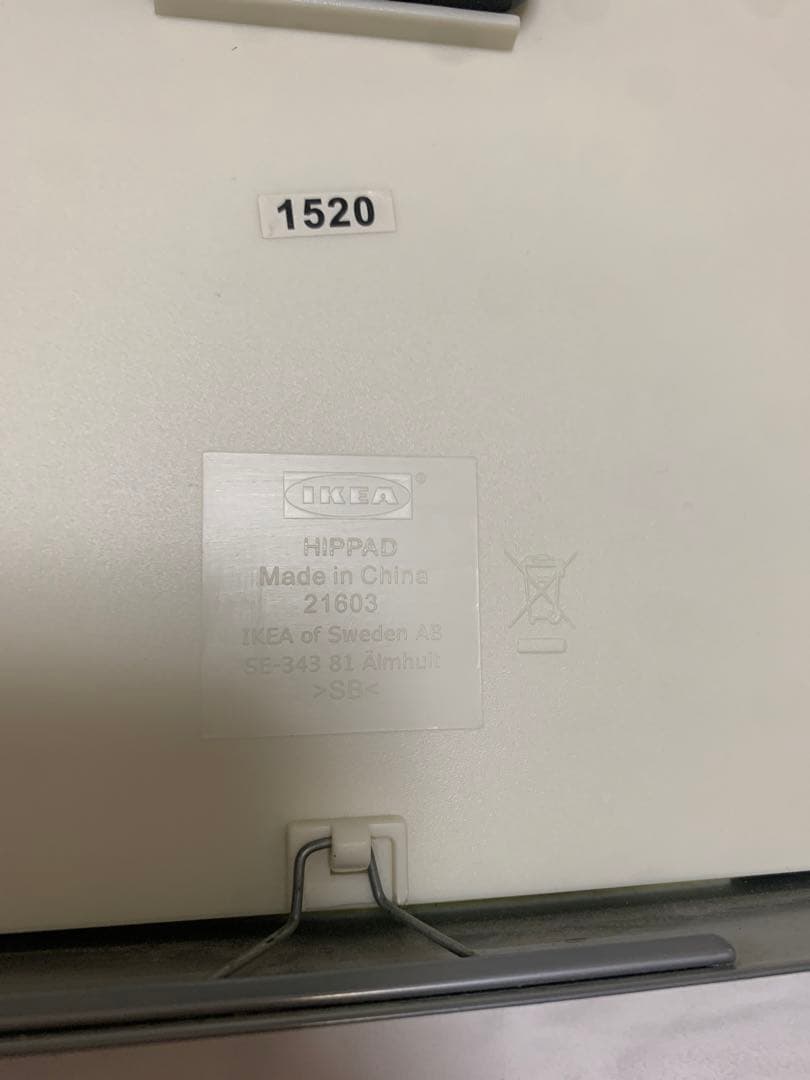 1520
IKEA®
HIPPAD
Made in China
21603
IKEA of Sweden AB
SE-343 81 Älmhult
>SB<